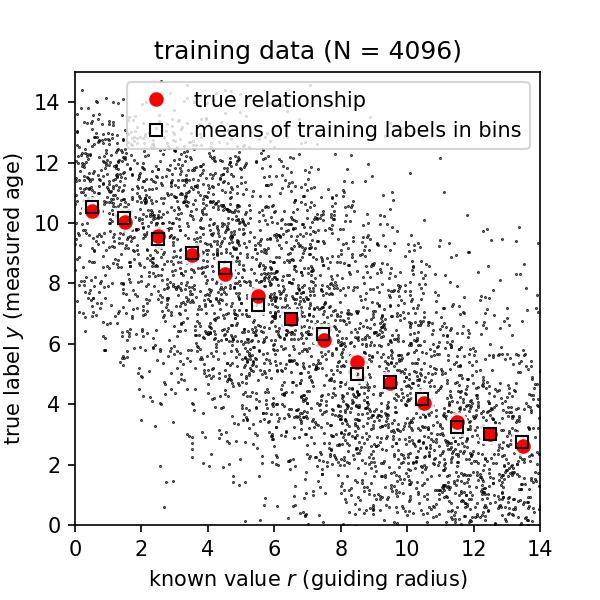 training data (N = 4096)
true relationship
means of training labels in bins
14
12
10
8
6
4
2
0
true label y (measured age)
0 2 4 6 8 10 12 14
known value r (guiding radius)